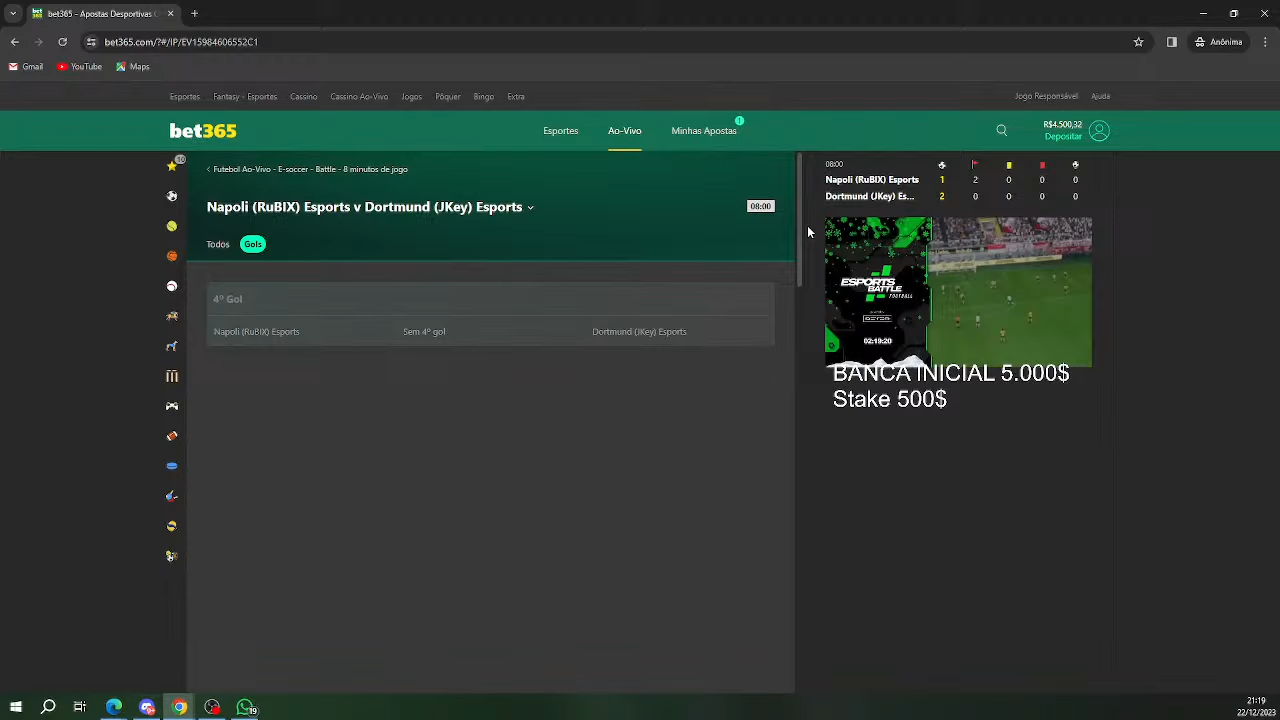 bet365 - Apostas Desportivas O
bet365.com/?#/IP/EV15984606552C1
Anônima
Gmail
YouTube
Maps
Esportes
Fantasy - Esportes
Cassino
Cassino Ao-Vivo
Jogos
Pôquer
Bingo
Extra
Jogo Responsável
Ajuda
bet365
Esportes
Ao-Vivo
Minhas Apostas
1
R$4.500,32
Depositar
Futebol Ao-Vivo - E-soccer - Battle - 8 minutos de jogo
Napoli (RuBIX) Esports v Dortmund (JKey) Esports
08:00
Todos
Gols
4º Gol
Napoli (RuBIX) Esports
Sem 4º gol
Dortmund (JKey) Esports
08:00
Napoli (RuBIX) Esports 1 2 0 0 0
Dortmund (JKey) Es... 2 0 0 0 0
ESPORTS
BATTLE
FOOTBALL
02:19:20
BANCA INICIAL 5.000$
Stake 500$
19
21:19
22/12/2023